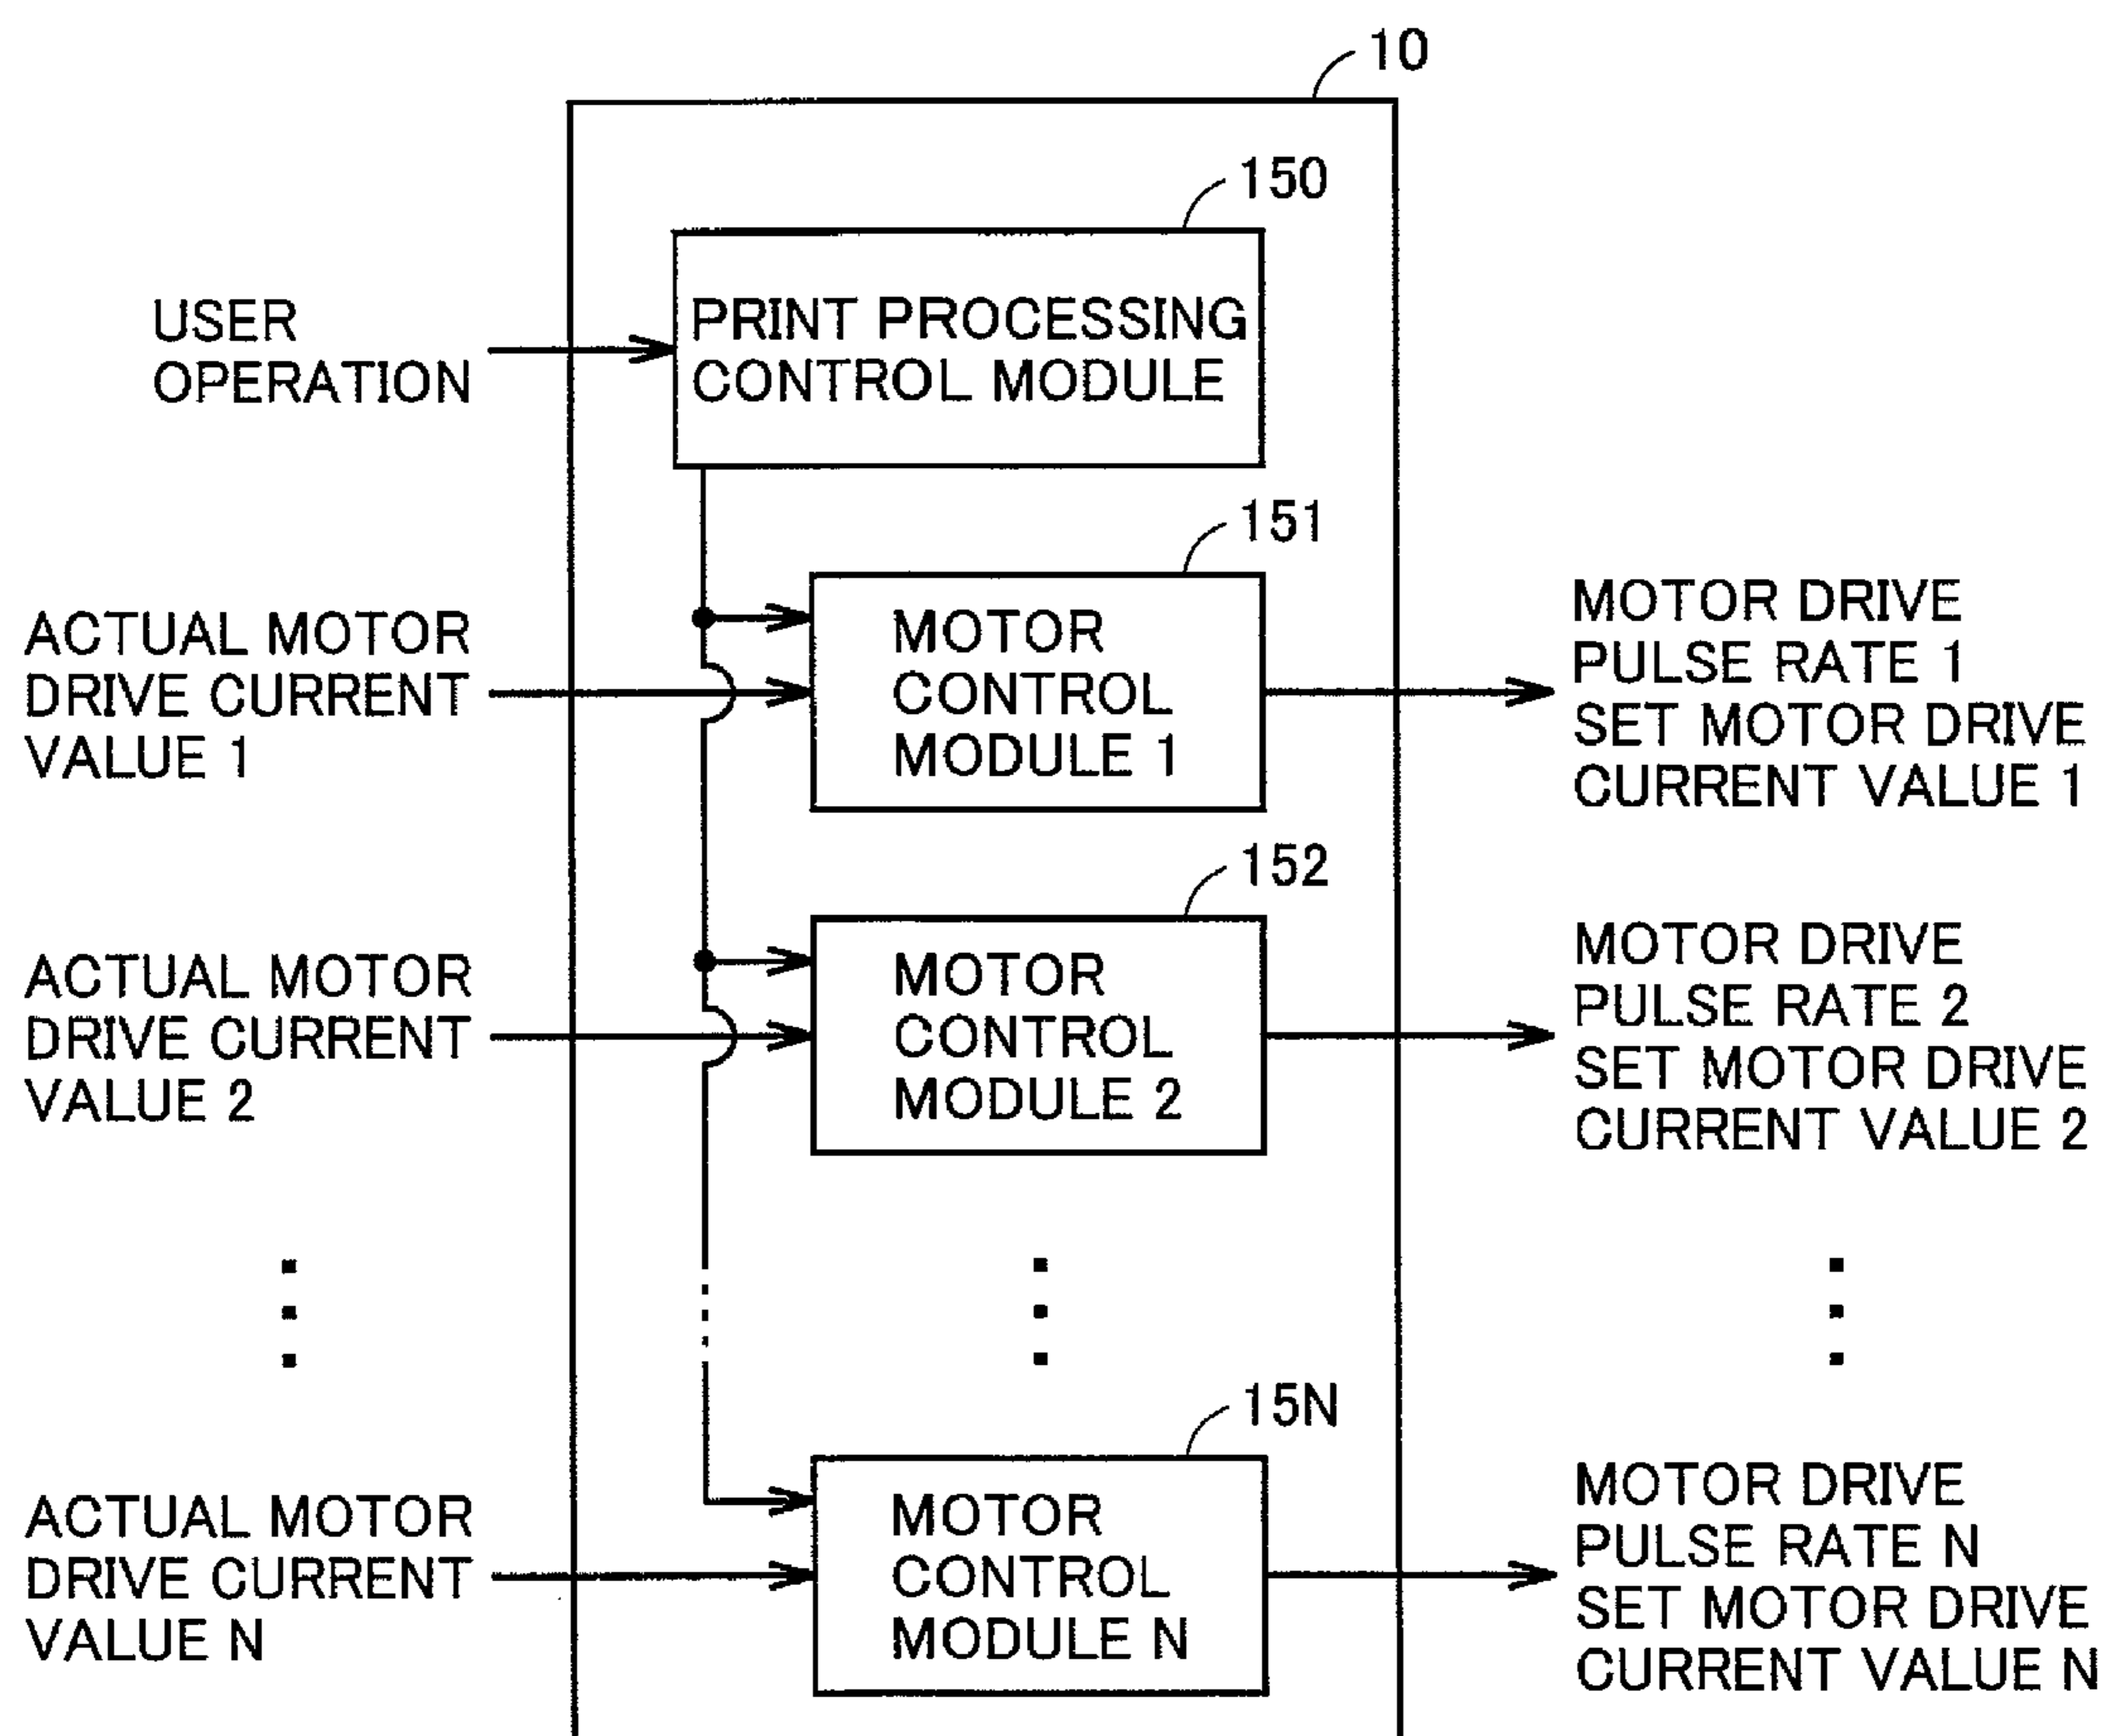 10
150
USER
OPERATION
PRINT PROCESSING
CONTROL MODULE
151
ACTUAL MOTOR
DRIVE CURRENT
VALUE 1
MOTOR
CONTROL
MODULE 1
MOTOR DRIVE
PULSE RATE 1
SET MOTOR DRIVE
CURRENT VALUE 1
152
ACTUAL MOTOR
DRIVE CURRENT
VALUE 2
MOTOR
CONTROL
MODULE 2
MOTOR DRIVE
PULSE RATE 2
SET MOTOR DRIVE
CURRENT VALUE 2
15N
ACTUAL MOTOR
DRIVE CURRENT
VALUE N
MOTOR
CONTROL
MODULE N
MOTOR DRIVE
PULSE RATE N
SET MOTOR DRIVE
CURRENT VALUE N